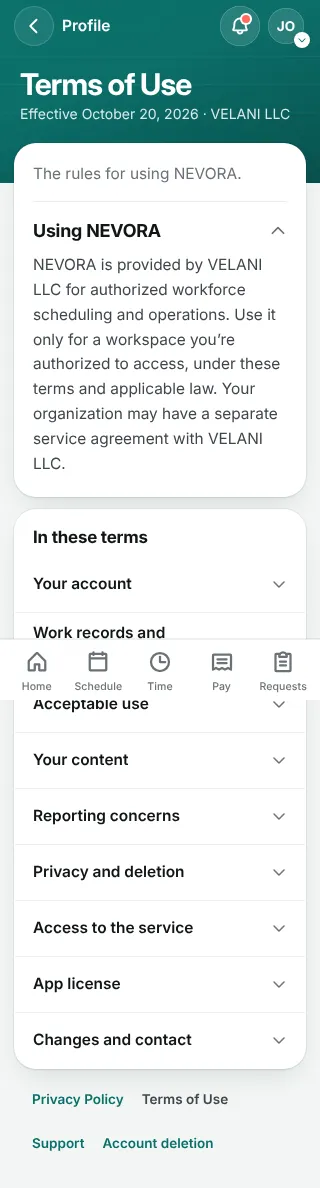 Profile
JO
Terms of Use
Effective October 20, 2026 · VELANI LLC
The rules for using NEVORA.
Using NEVORA
NEVORA is provided by VELANI
LLC for authorized workforce
scheduling and operations. Use it
only for a workspace you’re
authorized to access, under these
terms and applicable law. Your
organization may have a separate
service agreement with VELANI
LLC.
In these terms
Your account
Work records and
Home Schedule Time Pay Requests
Acceptable use
Your content
Reporting concerns
Privacy and deletion
Access to the service
App license
Changes and contact
Privacy Policy Terms of Use
Support Account deletion